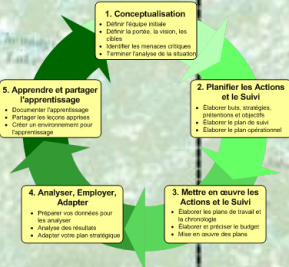 1. Conceptualisation
• Définir l'équipe initiale
• Définir la portée, la vision, les
cibles
• Identifier les menaces critiques
• Terminer l'analyse de la situation
2. Planifier les Actions
et le Suivi
• Élaborer buts, stratégies,
prétentions et objectifs
• Élaborer le plan de suivi
• Élaborer le plan opérationnel
3. Mettre en œuvre les
Actions et le Suivi
• Élaborer les plans de travail et
la chronologie
• Élaborer et préciser le budget
• Mise en œuvre des plans
4. Analyser, Employer,
Adapter
• Préparer vos données pour
les analyser
• Analyse des résultats
• Adapter votre plan stratégique
5. Apprendre et partager
l'apprentissage
• Documenter l'apprentissage
• Partager les leçons apprises
• Créer un environnement pour
l'apprentissage